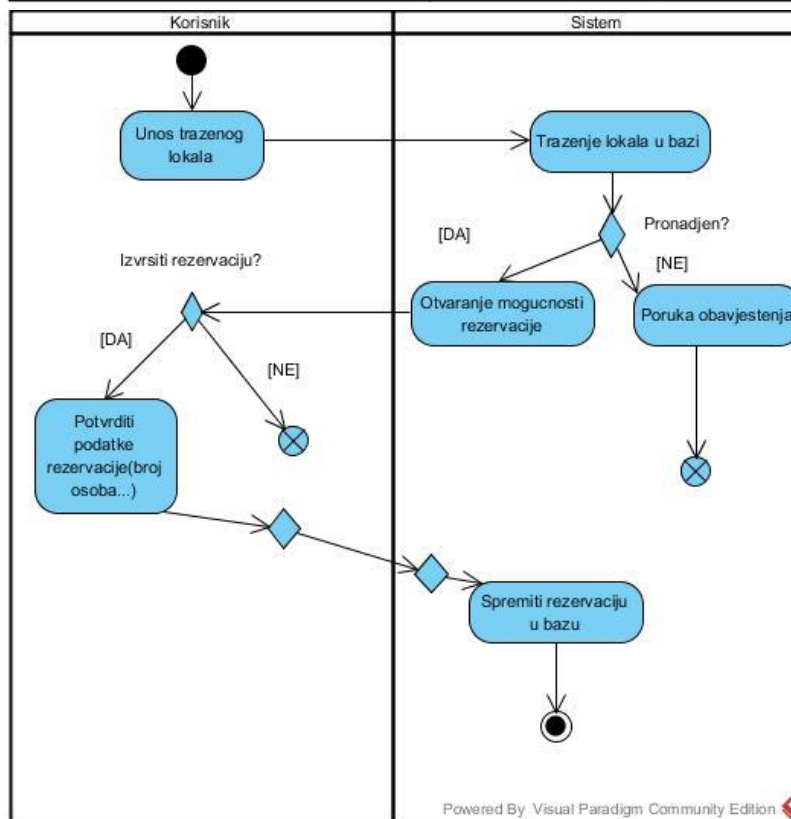 Korisnik
Sistem
Unos trazenog
lokala
Trazenje lokala u bazi
Pronadjen?
[DA]
[NE]
Izvrsiti rezervaciju?
Otvaranje mogucnosti
rezervacije
Poruka obavjestenja
[DA]
[NE]
Potvrditi
podatke
rezervacije(broj
osoba...)
Spremiti rezervaciju
u bazu
Powered By Visual Paradigm Community Edition